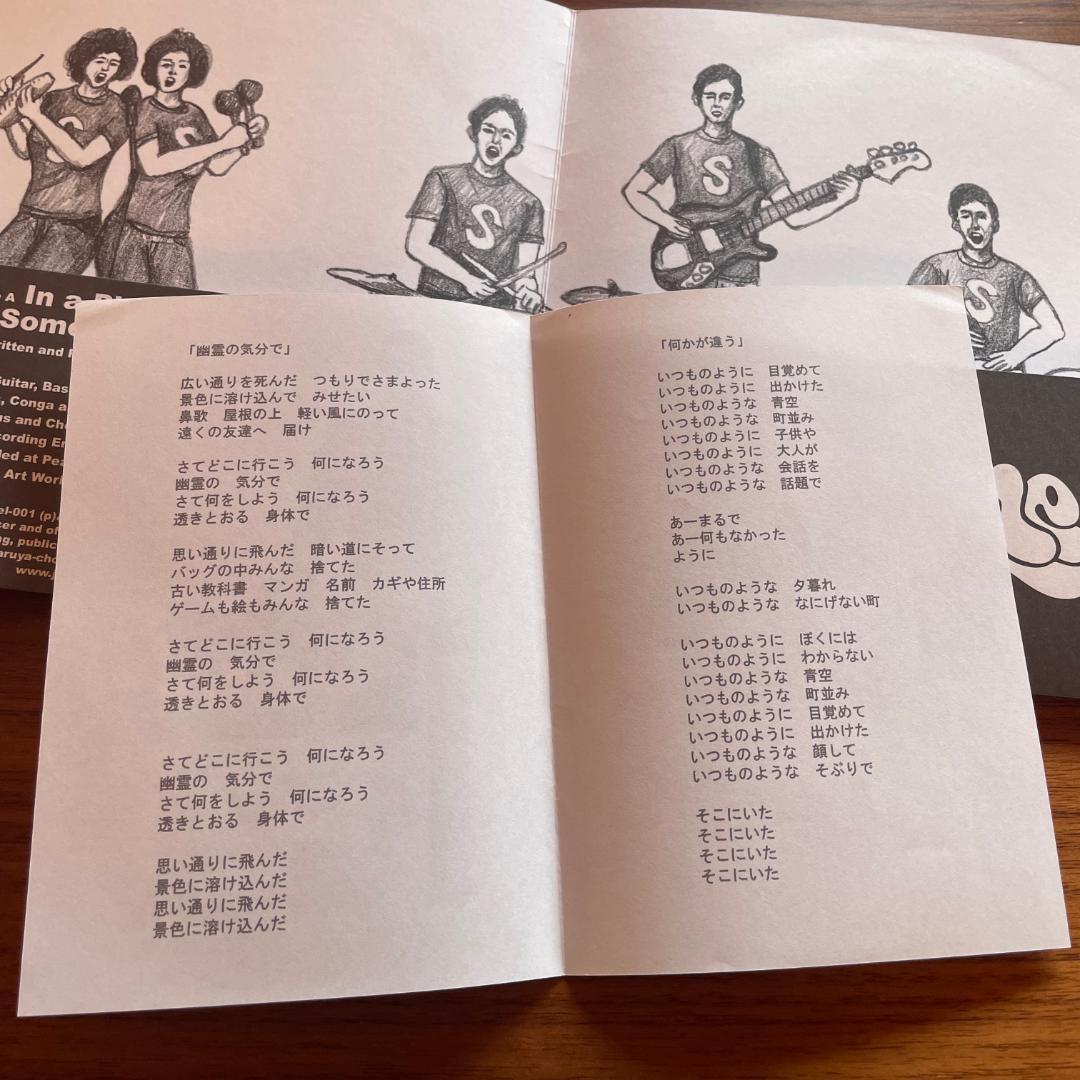 A In a
Some
ritten and
Guitar, Bas
Conga a
us and Ch
cording En
ed at Pea
Art Wor
el-001 (p)
cer and
ng, public
aruya-cho
www.j
S
S
S
S
S
「幽霊の気分で」
広い通りを死んだ　つもりでさまよった
景色に溶け込んで　みせたい
鼻歌　屋根の上　軽い風にのって
遠くの友達へ　届け
さてどこに行こう　何になろう
幽霊の　気分で
さて何をしよう　何になろう
透きとおる　身体で
思い通りに飛んだ　暗い道にそって
バッグの中みんな　捨てた
古い教科書　マンガ　名前　カギや住所
ゲームも絵もみんな　捨てた
さてどこに行こう　何になろう
幽霊の　気分で
さて何をしよう　何になろう
透きとおる　身体で
さてどこに行こう　何になろう
幽霊の　気分で
さて何をしよう　何になろう
透きとおる　身体で
思い通りに飛んだ
景色に溶け込んだ
思い通りに飛んだ
景色に溶け込んだ
「何かが違う」
いつものように　目覚めて
いつものように　出かけた
いつものような　青空
いつものような　町並み
いつものように　子供や
いつものように　大人が
いつものような　会話を
いつものような　話題で
あーまるで
あー何もなかった
ように
いつものような　夕暮れ
いつものような　なにげない町
いつものように　ぼくには
いつものように　わからない
いつものような　青空
いつものような　町並み
いつものように　目覚めて
いつものように　出かけた
いつものような　顔して
いつものような　そぶりで
そこにいた
そこにいた
そこにいた
そこにいた